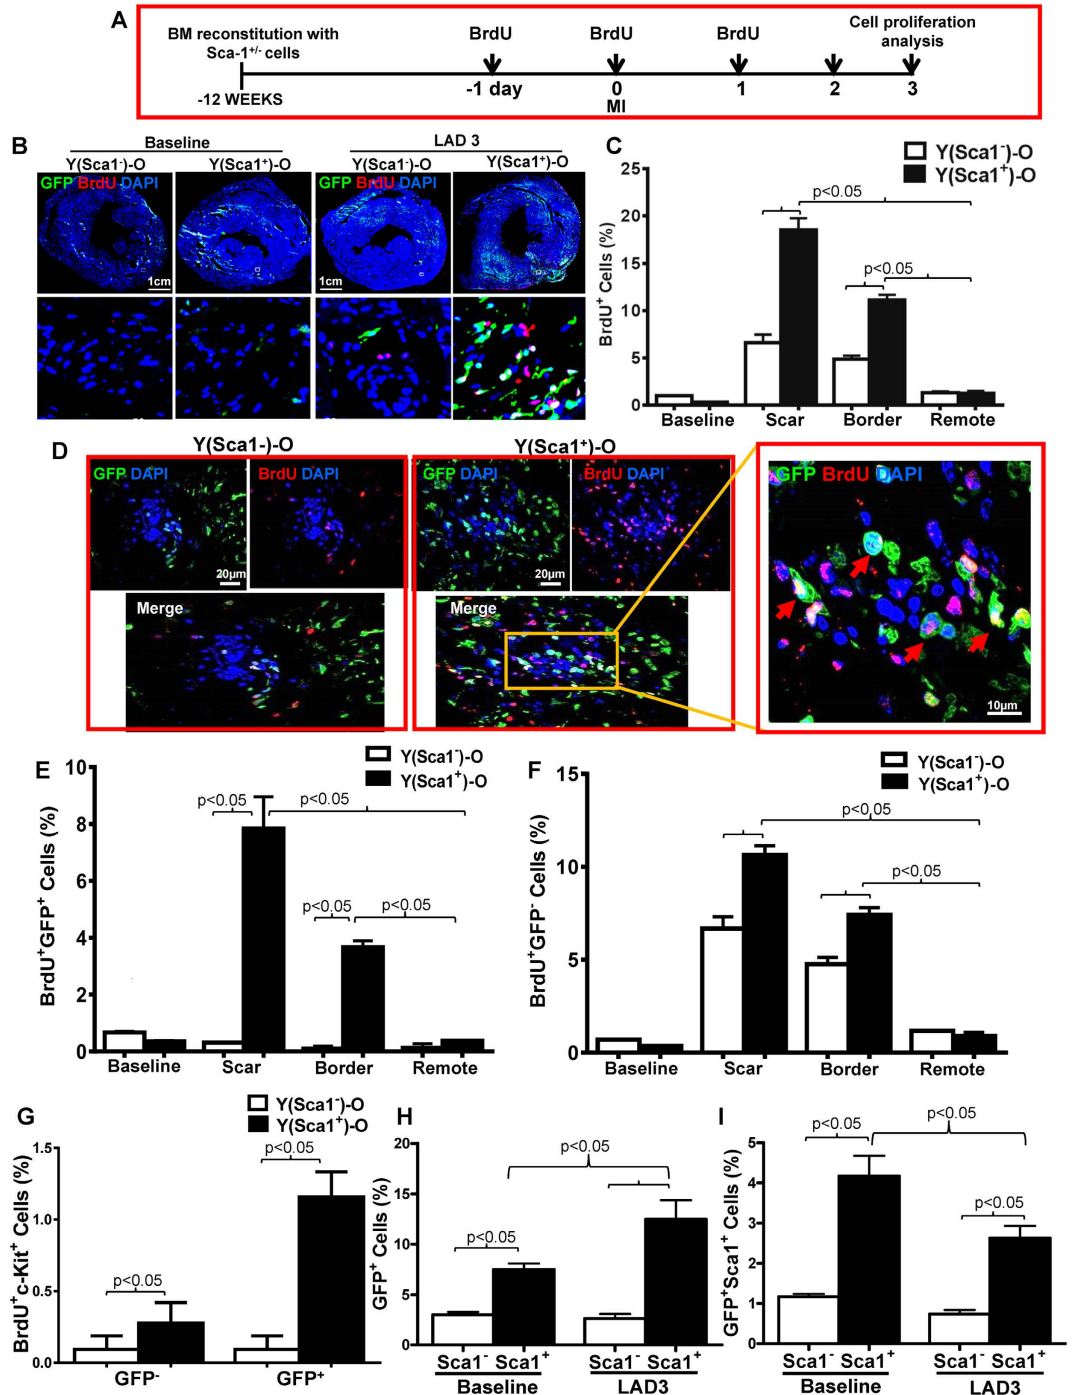 A
BM reconstitution with
Sca-1+/- cells
-12 WEEKS
BrdU BrdU BrdU
Cell proliferation
analysis
-1 day 0 1 2 3
MI
B
Baseline LAD 3
Y(Sca1-)-O Y(Sca1+)-O Y(Sca1-)-O Y(Sca1+)-O
GFP BrdU DAPI GFP BrdU DAPI
1cm 1cm
C
Y(Sca1-)-O
Y(Sca1+)-O
BrdU+ Cells (%)
25
20
15
10
5
0
p<0.05
p<0.05
Baseline Scar Border Remote
D
Y(Sca1-)-O Y(Sca1+)-O
GFP DAPI BrdU DAPI GFP DAPI BrdU DAPI
20μm 20μm
Merge Merge
GFP BrdU DAPI
10μm
E
Y(Sca1-)-O
Y(Sca1+)-O
BrdU+GFP+ Cells (%)
10
8
6
4
2
0
p<0.05 p<0.05
p<0.05 p<0.05
Baseline Scar Border Remote
F
Y(Sca1-)-O
Y(Sca1+)-O
BrdU+GFP- Cells (%)
15
10
5
0
p<0.05
p<0.05
Baseline Scar Border Remote
G
Y(Sca1-)-O
Y(Sca1+)-O
BrdU+c-Kit+ Cells (%)
1.5
1.0
0.5
0.0
p<0.05
p<0.05
GFP- GFP+
H
GFP+ Cells (%)
20
15
10
5
0
p<0.05
p<0.05
Sca1- Sca1+ Sca1- Sca1+
Baseline LAD3
I
GFP+Sca1+ Cells (%)
5
4
3
2
1
0
p<0.05
p<0.05
p<0.05
Sca1- Sca1+ Sca1- Sca1+
Baseline LAD3